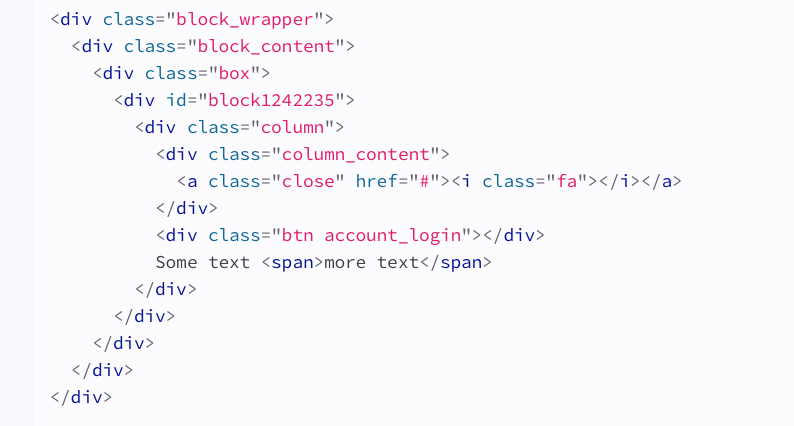 <div class="block_wrapper">
  <div class="block_content">
    <div class="box">
      <div id="block1242235">
        <div class="column">
          <div class="column_content">
            <a class="close" href="#"><i class="fa"></i></a>
          </div>
          <div class="btn account_login"></div>
          Some text <span>more text</span>
        </div>
      </div>
    </div>
  </div>
</div>